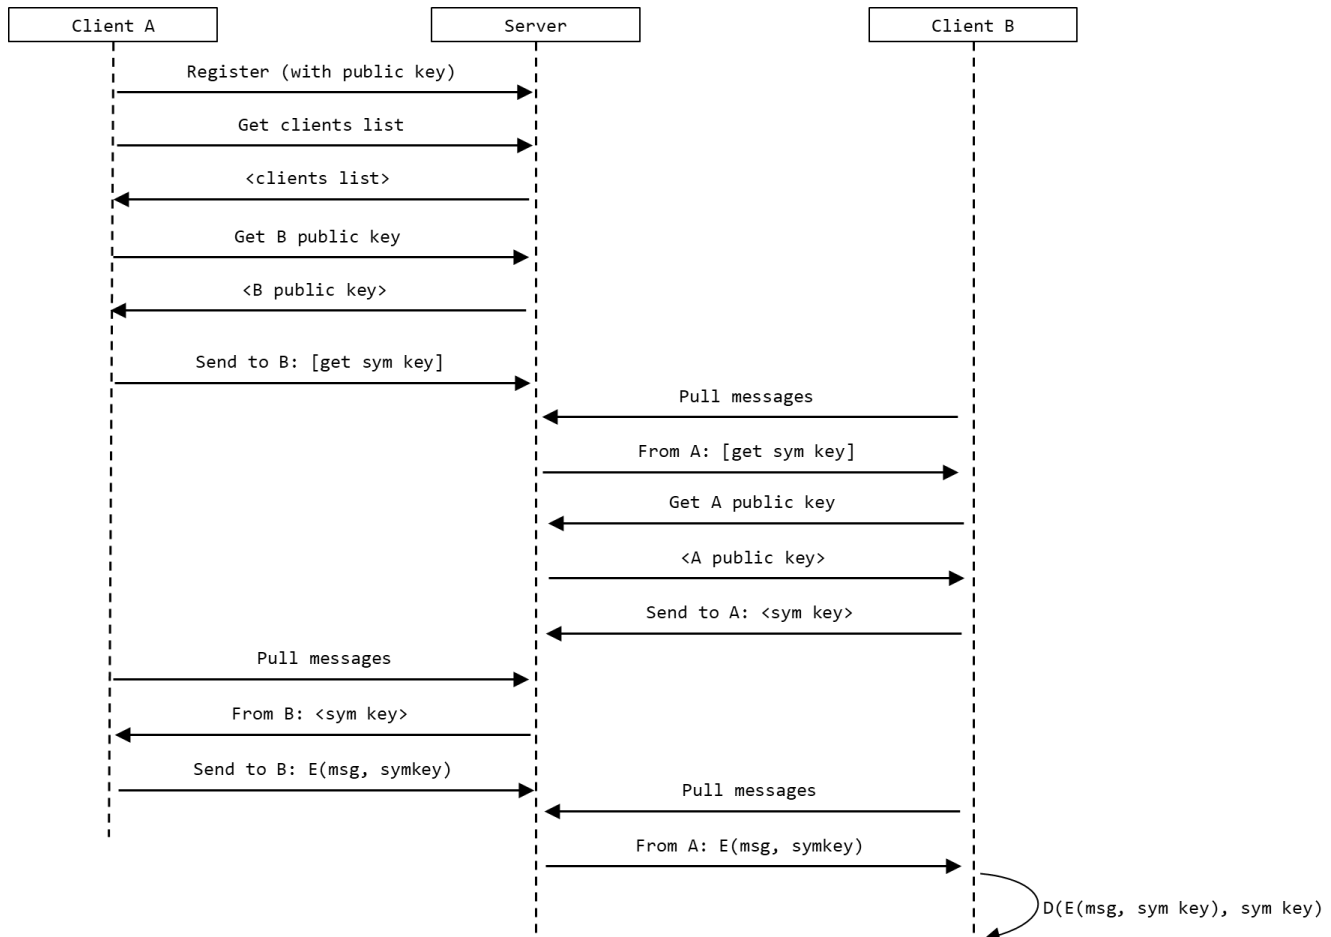 Client A
Server
Client B
Register (with public key)
Get clients list
<clients list>
Get B public key
<B public key>
Send to B: [get sym key]
Pull messages
From A: [get sym key]
Get A public key
<A public key>
Send to A: <sym key>
Pull messages
From B: <sym key>
Send to B: E(msg, symkey)
Pull messages
From A: E(msg, symkey)
D(E(msg, sym key), sym key)